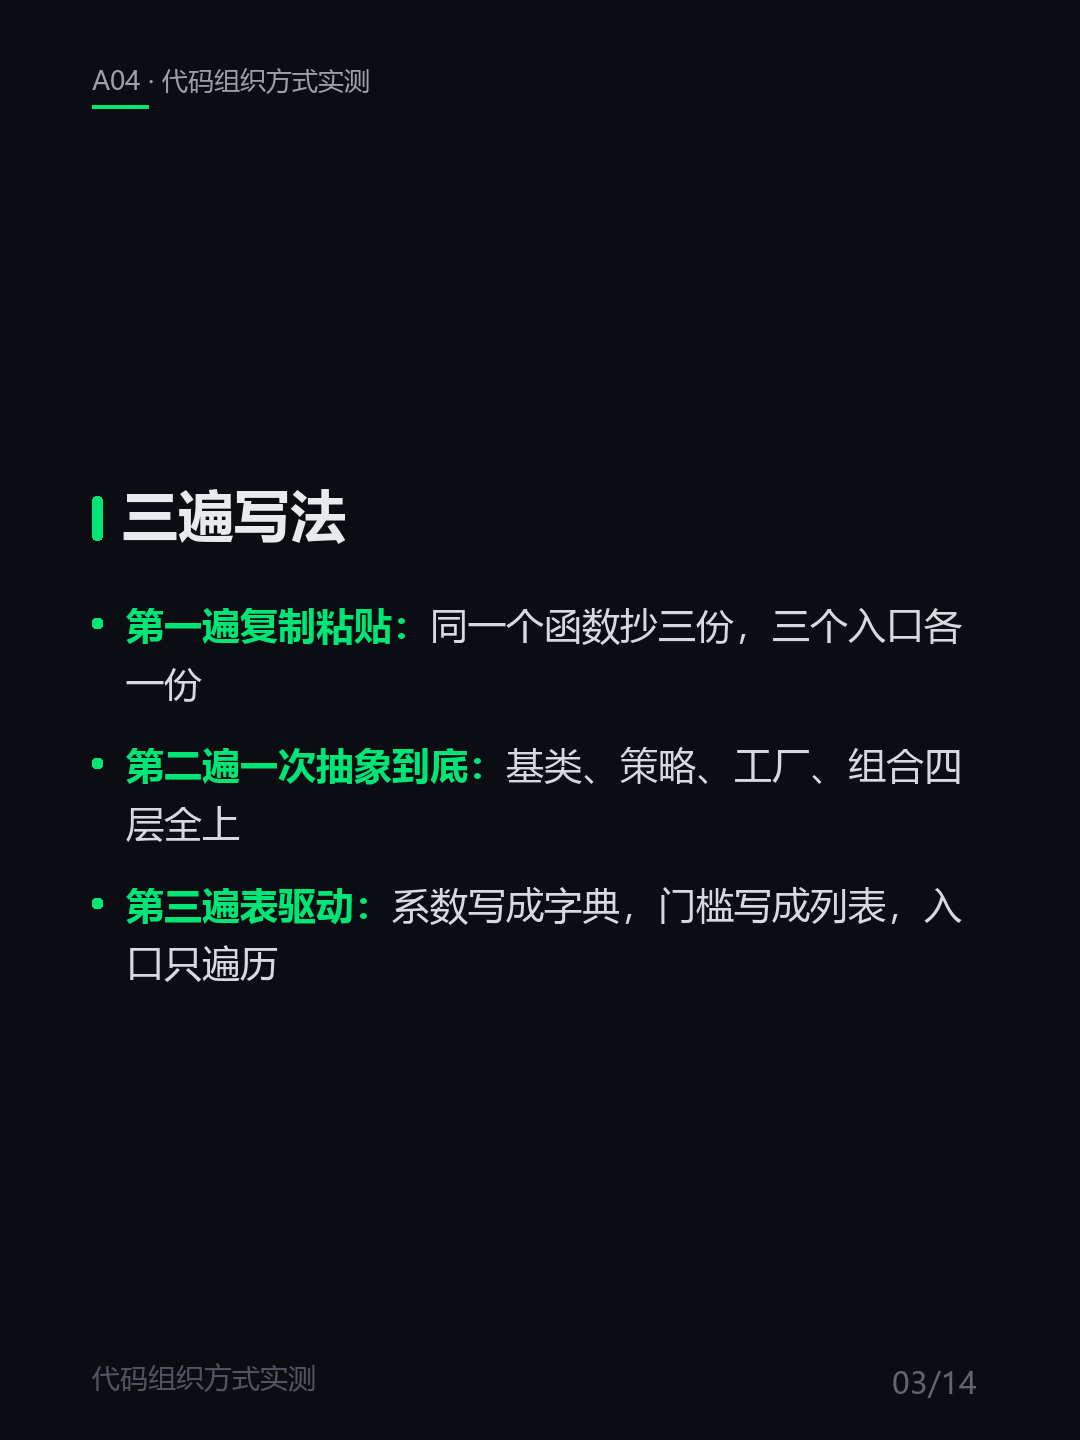 A04 · 代码组织方式实测
三遍写法
第一遍复制粘贴：同一个函数抄三份，三个入口各
一份
第二遍一次抽象到底：基类、策略、工厂、组合四
层全上
第三遍表驱动：系数写成字典，门槛写成列表，入
口只遍历
代码组织方式实测
03/14